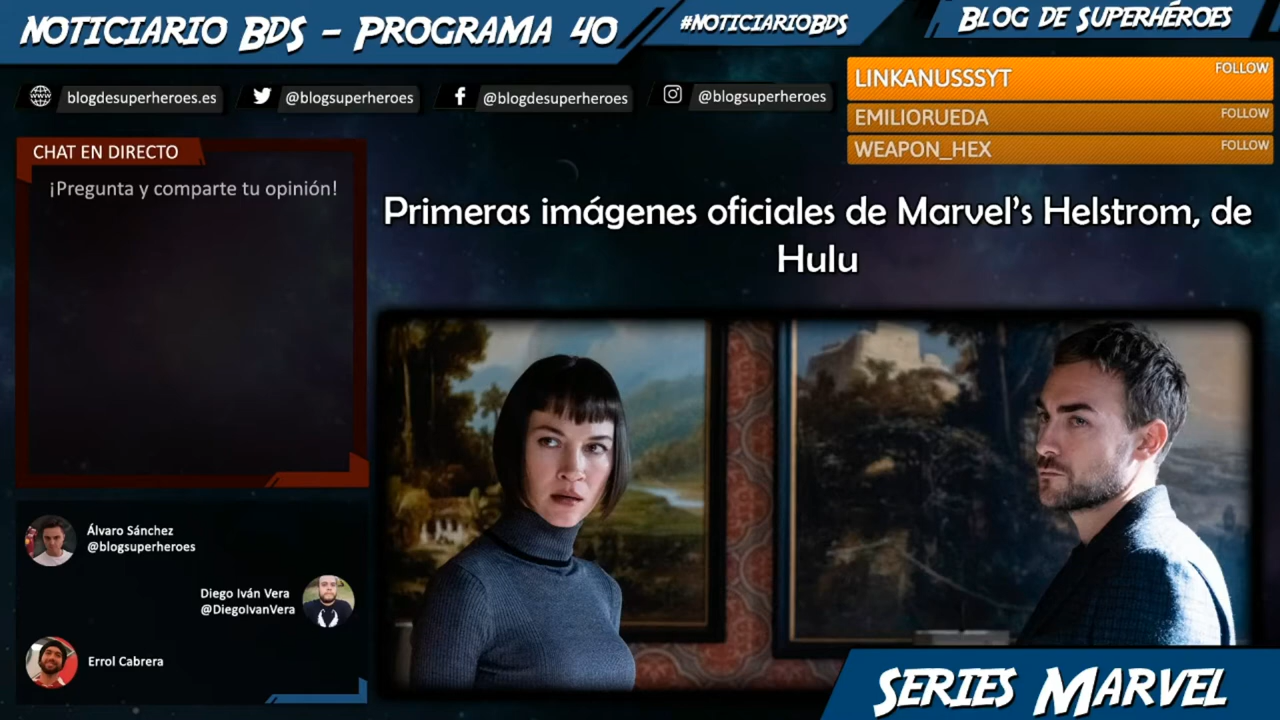 NOTICIARIO BDS – PROGRAMA 40
#NOTICIARIOBDS
BLOG DE SUPERHÉROES
blogdesuperheroes.es
@blogsuperheroes
@blogdesuperheroes
@blogsuperheroes
LINKANUSSSYT
FOLLOW
EMILIORUEDA
FOLLOW
WEAPON_HEX
FOLLOW
CHAT EN DIRECTO
¡Pregunta y comparte tu opinión!
Primeras imágenes oficiales de Marvel's Helstrom, de
Hulu
Álvaro Sánchez
@blogsuperheroes
Diego Iván Vera
@DiegoIvanVera
Errol Cabrera
SERIES MARVEL